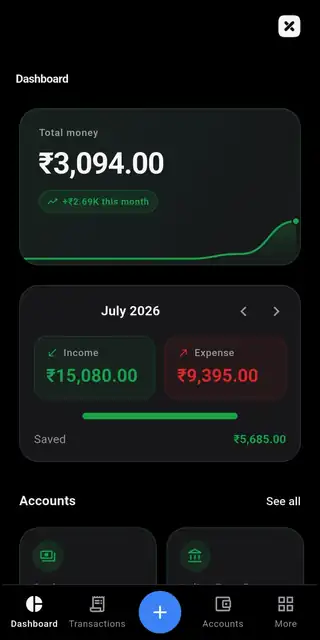 Dashboard
Total money
₹3,094.00
+₹2.69K this month
July 2026
Income
Expense
₹15,080.00
₹9,395.00
Saved
₹5,685.00
Accounts
See all
Dashboard
Transactions
Accounts
More